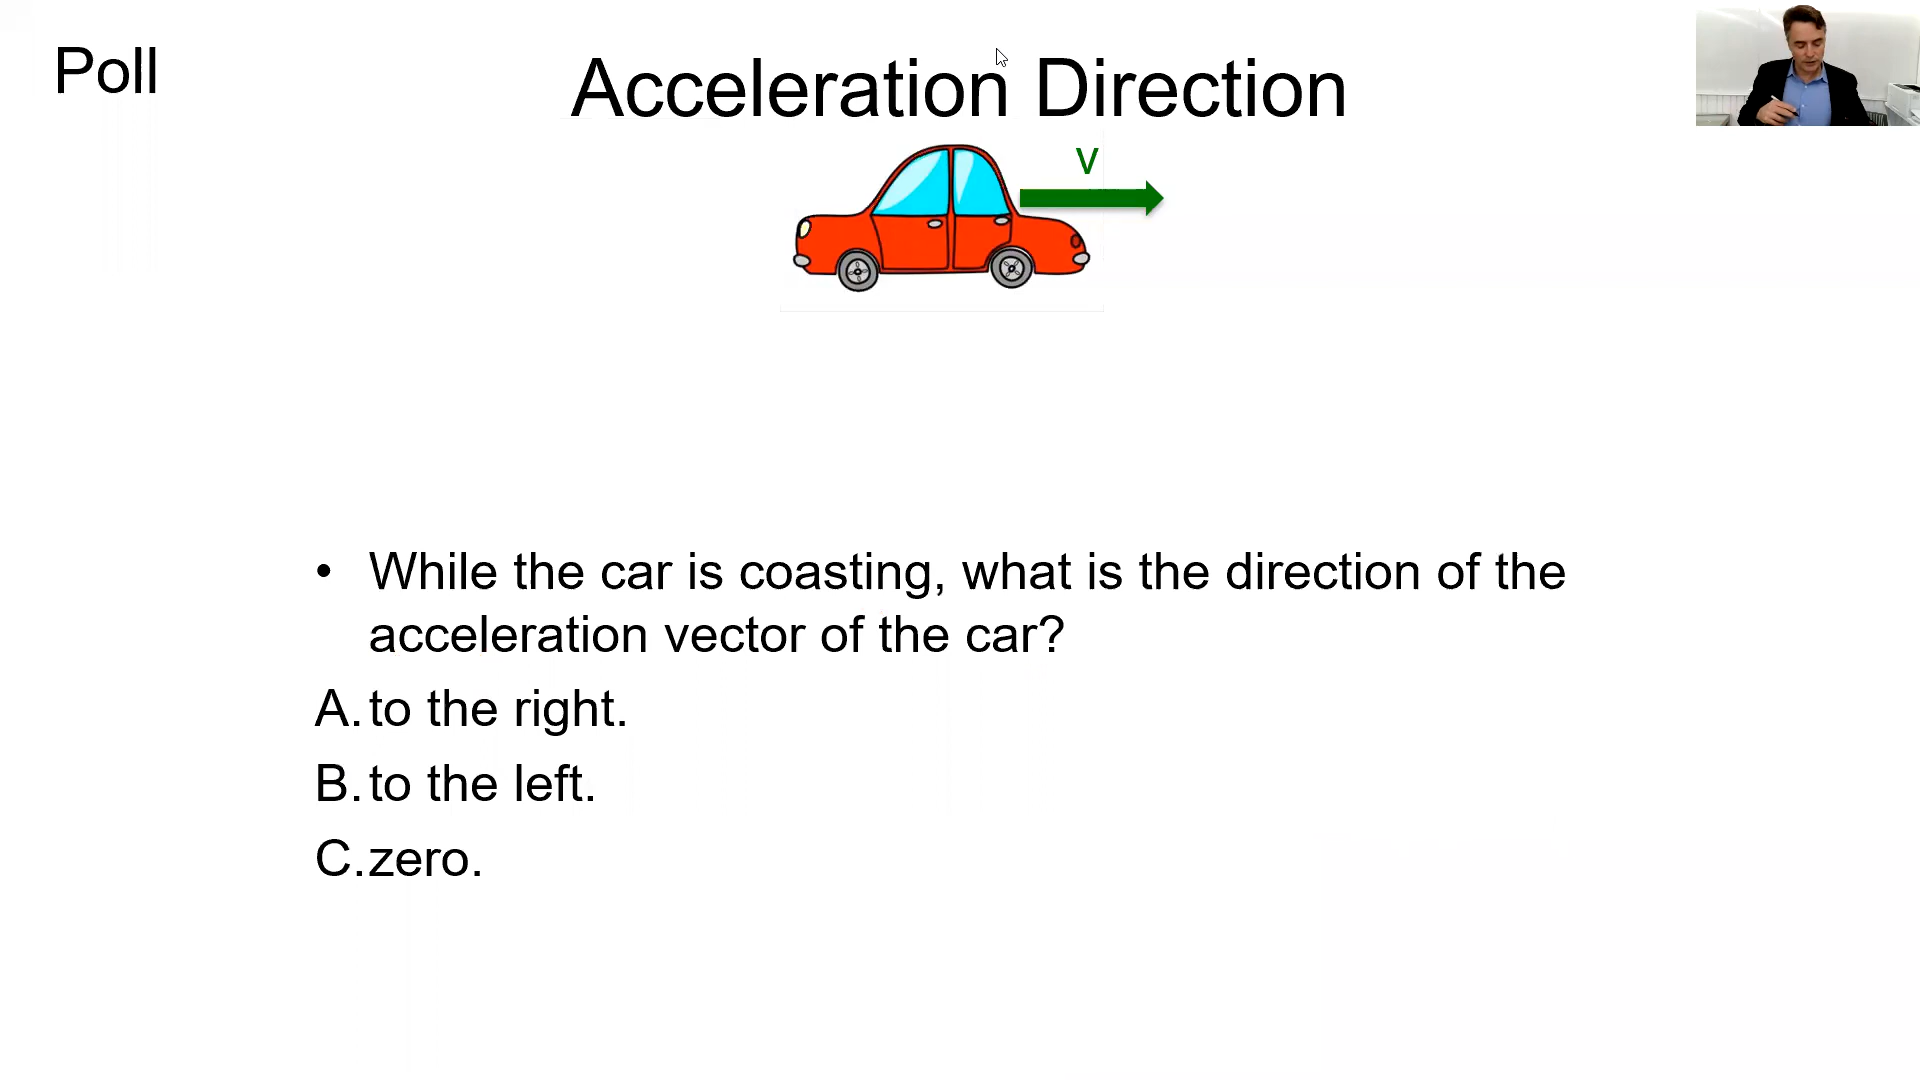 Poll
Acceleration Direction
v
• While the car is coasting, what is the direction of the
acceleration vector of the car?
A. to the right.
B. to the left.
C. zero.